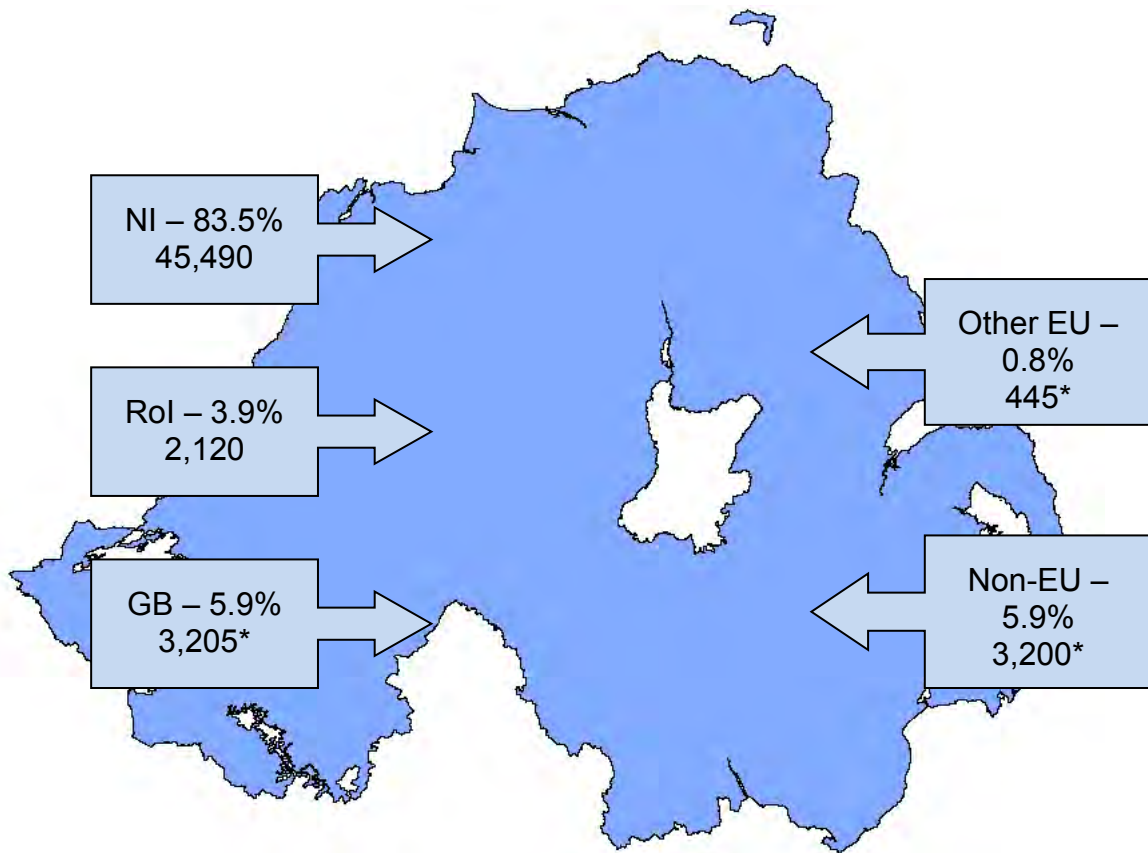 NI – 83.5%
45,490
RoI – 3.9%
2,120
GB – 5.9%
3,205*
Other EU –
0.8%
445*
Non-EU –
5.9%
3,200*